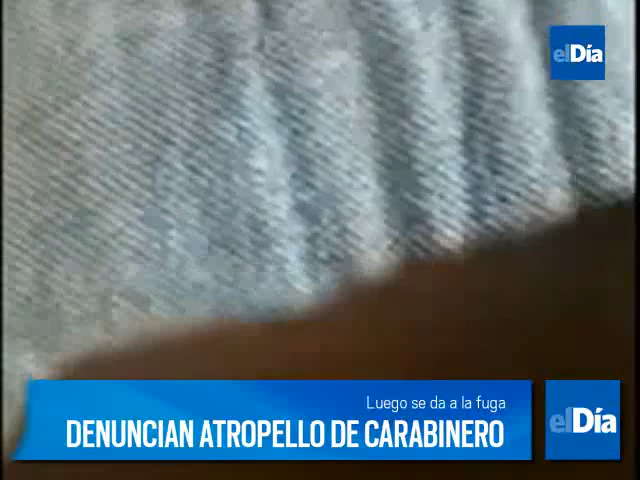 elDía
Luego se da a la fuga
DENUNCIAN ATROPELLO DE CARABINERO
elDía